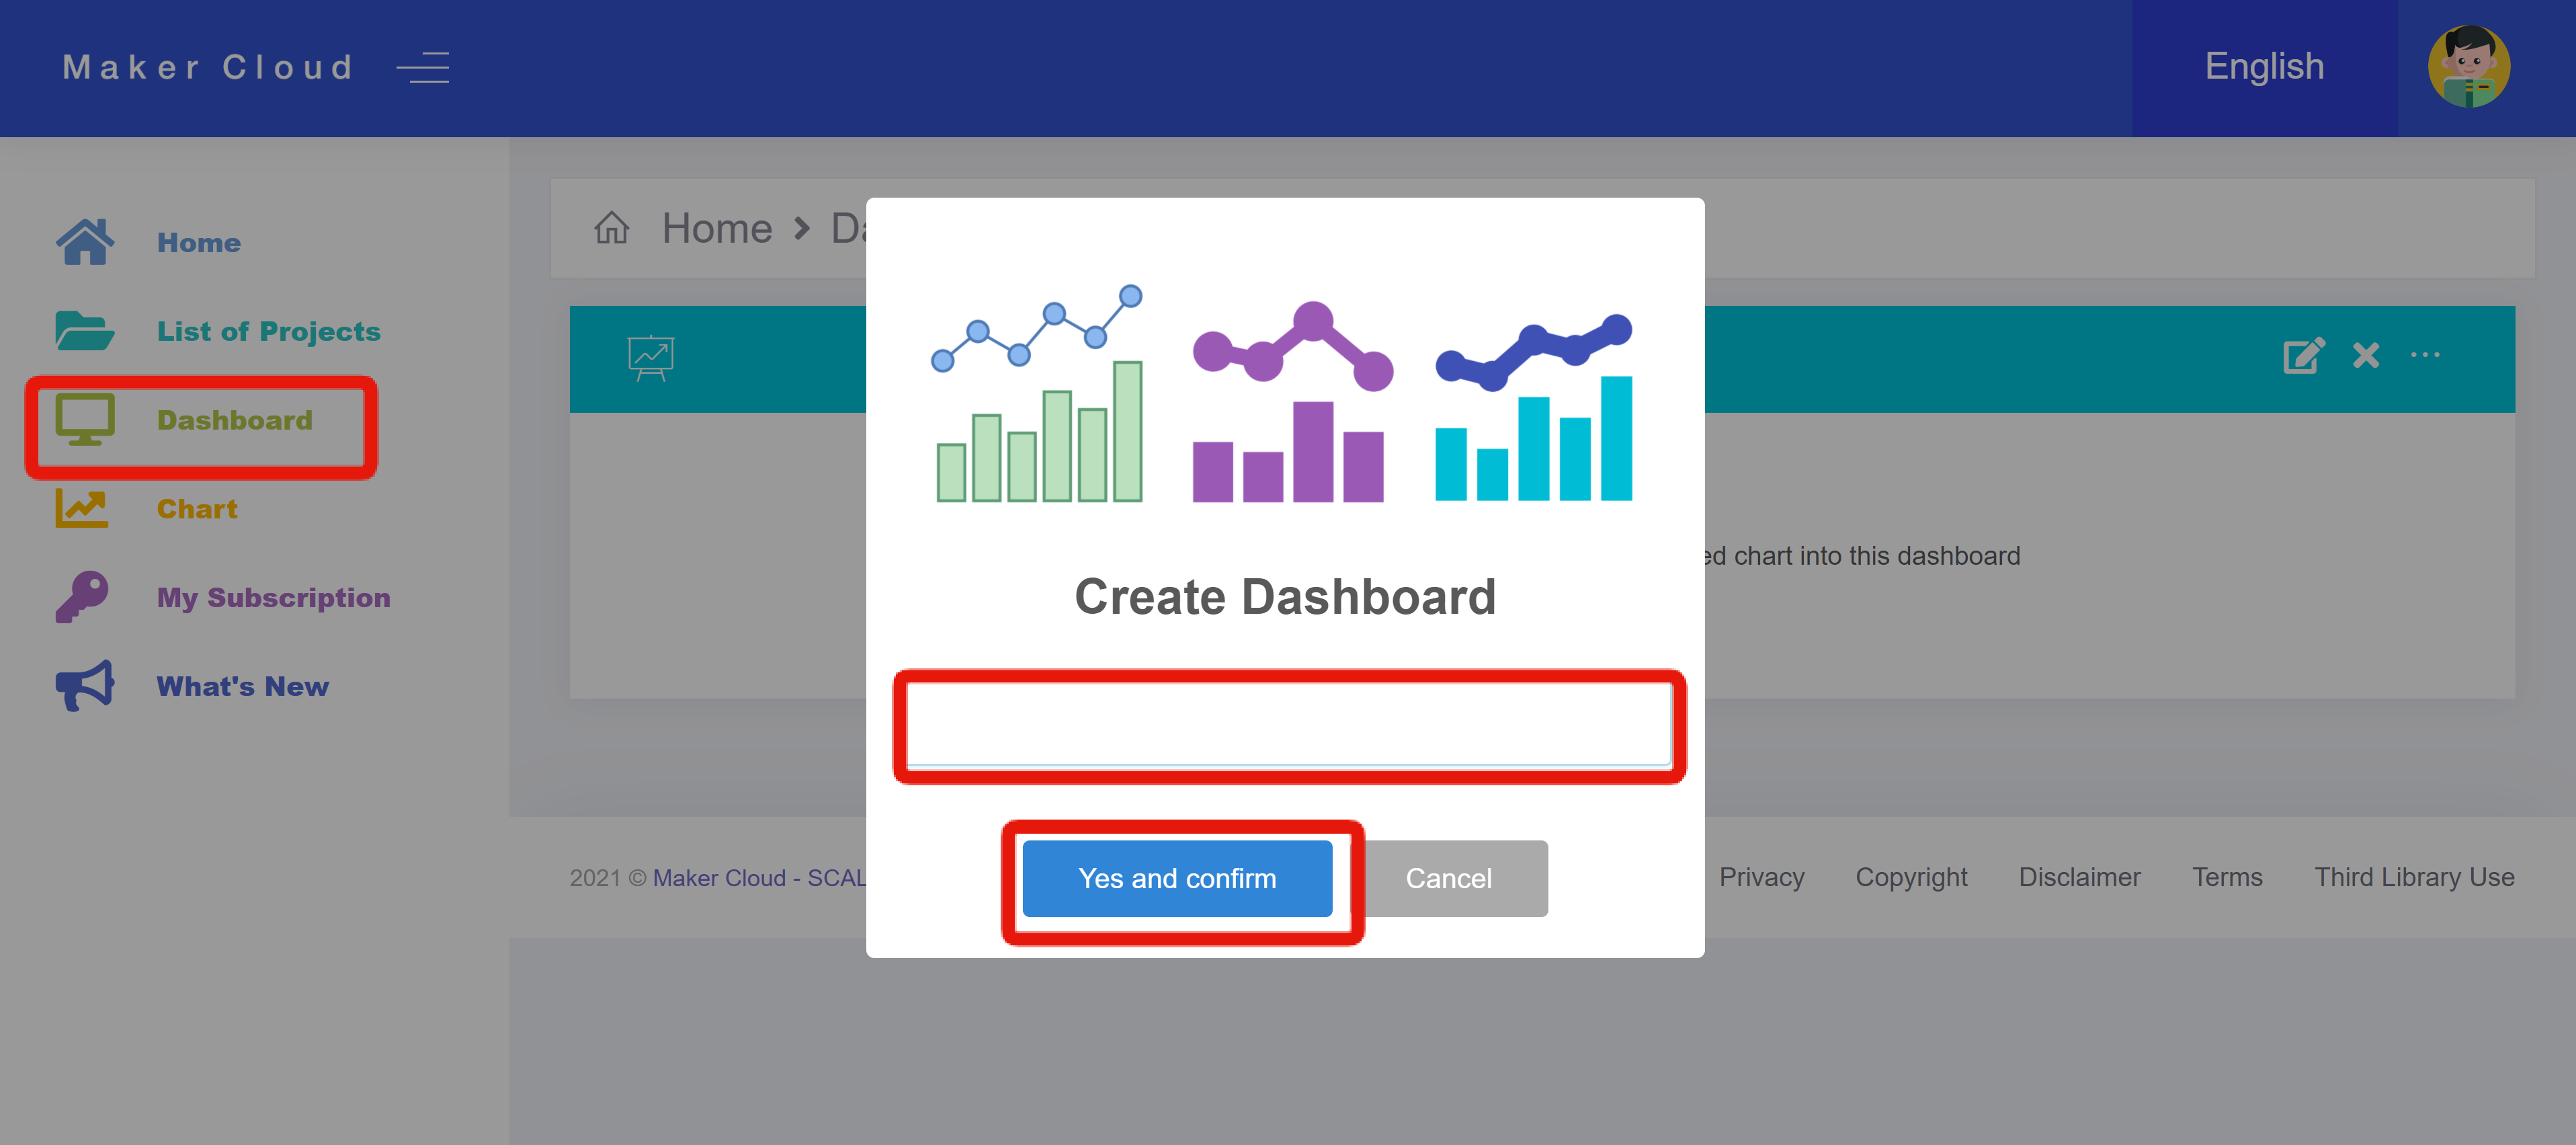 Maker Cloud
English
Home
List of Projects
Dashboard
Chart
My Subscription
What's New
Home
Create Dashboard
ed chart into this dashboard
Yes and confirm
Cancel
2021 © Maker Cloud - SCAL
Privacy
Copyright
Disclaimer
Terms
Third Library Use